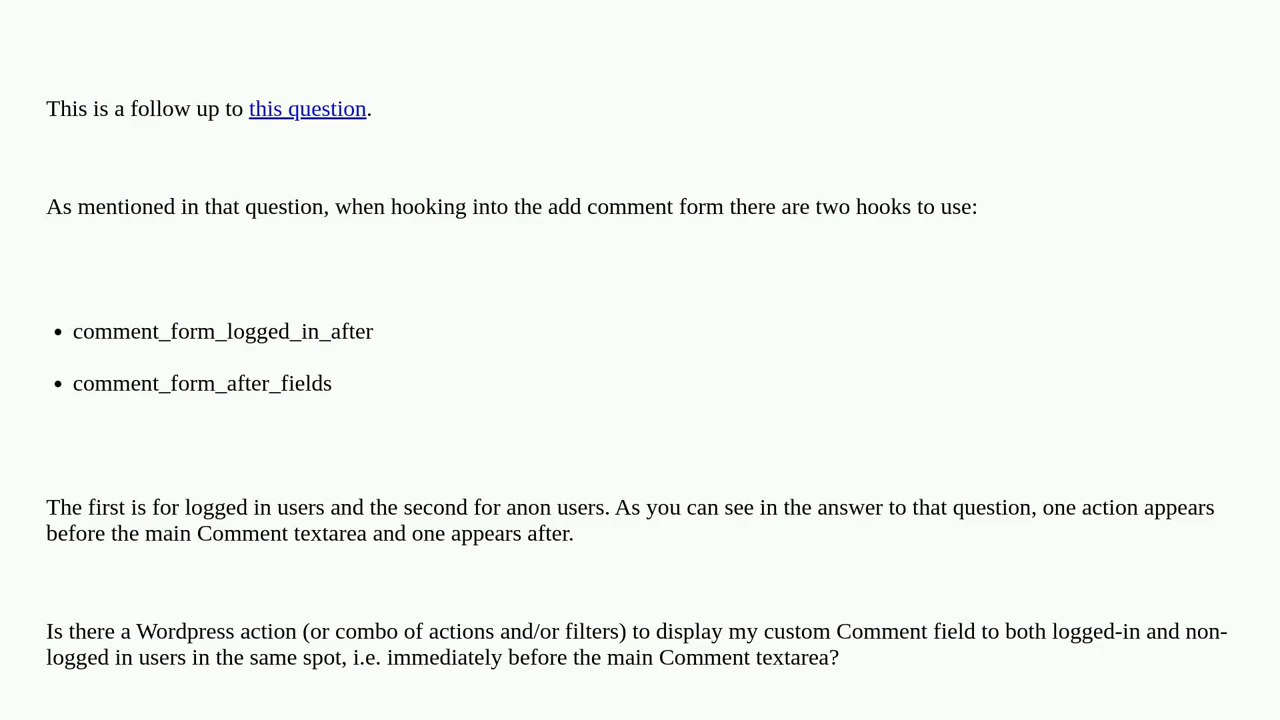 This is a follow up to this question.
As mentioned in that question, when hooking into the add comment form there are two hooks to use:
• comment_form_logged_in_after
• comment_form_after_fields
The first is for logged in users and the second for anon users. As you can see in the answer to that question, one action appears
before the main Comment textarea and one appears after.
Is there a Wordpress action (or combo of actions and/or filters) to display my custom Comment field to both logged-in and non-
logged in users in the same spot, i.e. immediately before the main Comment textarea?